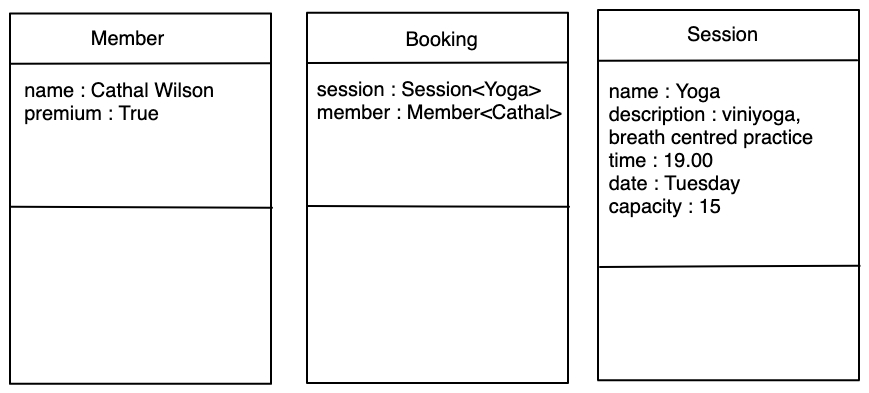 Member
name : Cathal Wilson
premium : True
Booking
session : Session<Yoga>
member : Member<Cathal>
Session
name : Yoga
description : viniyoga,
breath centred practice
time : 19.00
date : Tuesday
capacity : 15